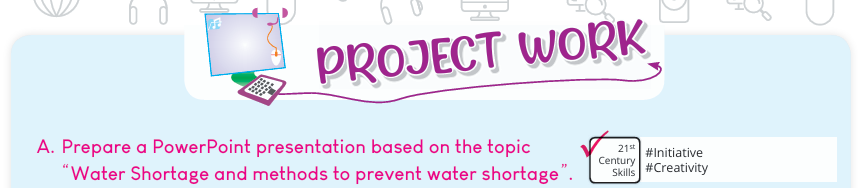 PROJECT WORK
A. Prepare a PowerPoint presentation based on the topic
“Water Shortage and methods to prevent water shortage”.
21st
Century
Skills
#Initiative
#Creativity